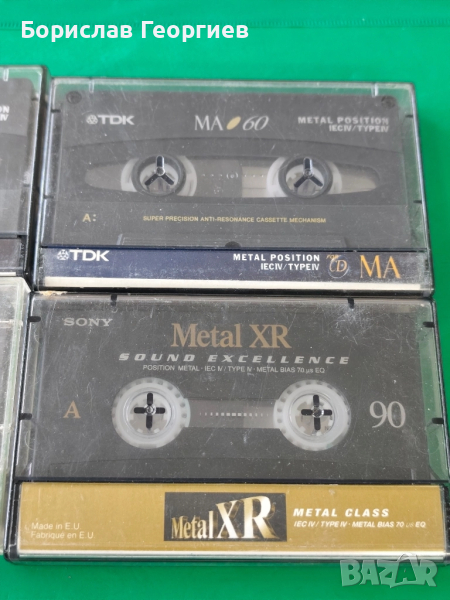 Борислав Георгиев
TDK
MA 60
METAL POSITION
IECIV/TYPEIV
A:
SUPER PRECISION ANTI-RESONANCE CASSETTE MECHANISM
TDK
METAL POSITION
IECIV/TYPEIV
MA
SONY
Metal XR
SOUND EXCELLENCE
POSITION METAL · IEC IV / TYPE IV · METAL BIAS 70 μs EQ
A
90
Made in E.U.
Fabriqué en E.U.
Metal XR
METAL CLASS
IEC IV / TYPE IV · METAL BIAS 70 μs EQ
BAZAR